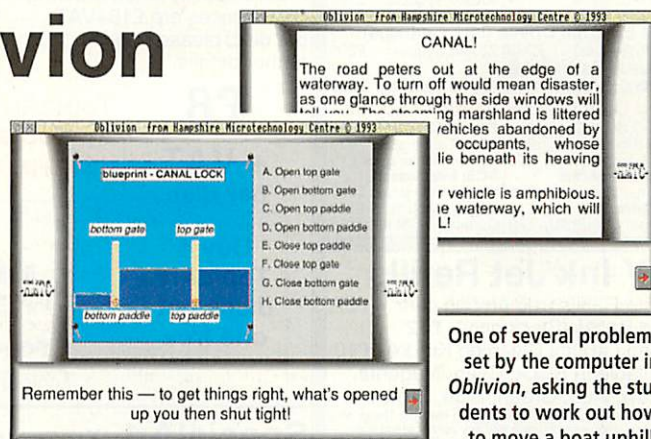 vion
Oblivion from Hampshire Microtechnology Centre © 1993
CANAL!
The road peters out at the edge of a
waterway. To turn off would mean disaster,
as one glance through the side windows will
tell you. The steaming marshland is littered
vehicles abandoned by
occupants, whose
lie beneath its heaving
r vehicle is amphibious.
e waterway, which will
L!
Oblivion from Hampshire Microtechnology Centre © 1993
blueprint - CANAL LOCK
bottom gate
top gate
bottom paddle
top paddle
A. Open top gate
B. Open bottom gate
C. Open top paddle
D. Open bottom paddle
E. Close top paddle
F. Close top gate
G. Close bottom gate
H. Close bottom paddle
Remember this — to get things right, what's opened
up you then shut tight!
One of several problem
set by the computer in
Oblivion, asking the stu
dents to work out how
to move a boat uphill